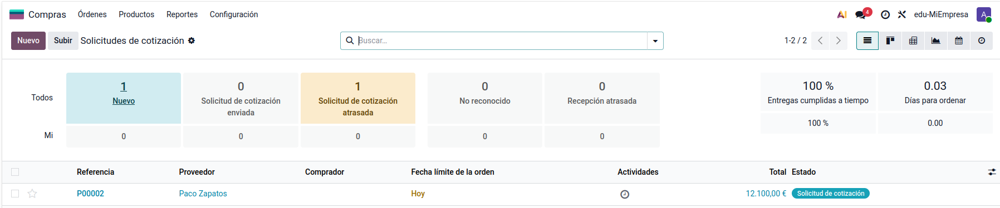 Compras Órdenes Productos Reportes Configuración AI 4 edu-MiEmpresa A
Nuevo Subir Solicitudes de cotización Buscar... 1-2 / 2
Todos
1 Nuevo
0 Solicitud de cotización enviada
1 Solicitud de cotización atrasada
0 No reconocido
0 Recepción atrasada
100 % Entregas cumplidas a tiempo
0.03 Días para ordenar
Mi 0 0 0 0 0 100 % 0.00
Referencia Proveedor Comprador Fecha límite de la orden Actividades Total Estado
P00002 Paco Zapatos Hoy 12.100,00 € Solicitud de cotización